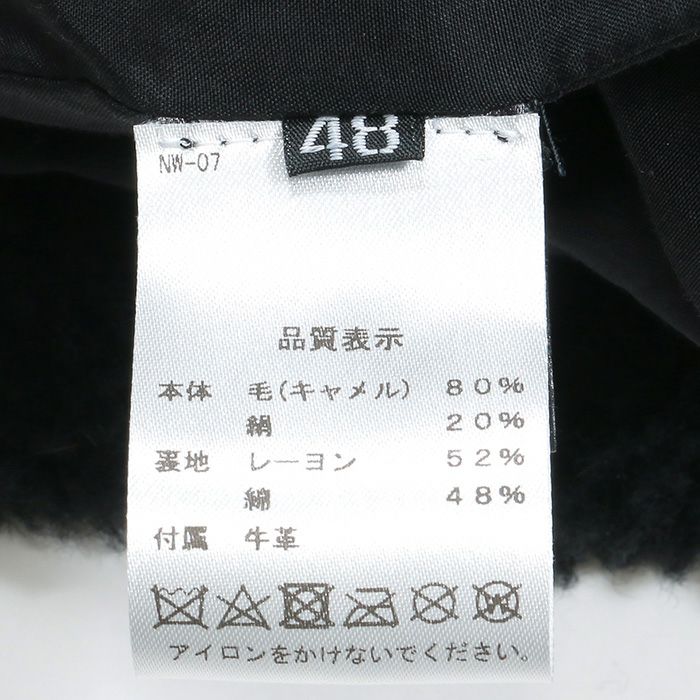 48
NW-07
品質表示
本体 毛(キャメル) 80%
絹 20%
裏地 レーヨン 52%
綿 48%
付属 牛革
W
アイロンをかけないでください。